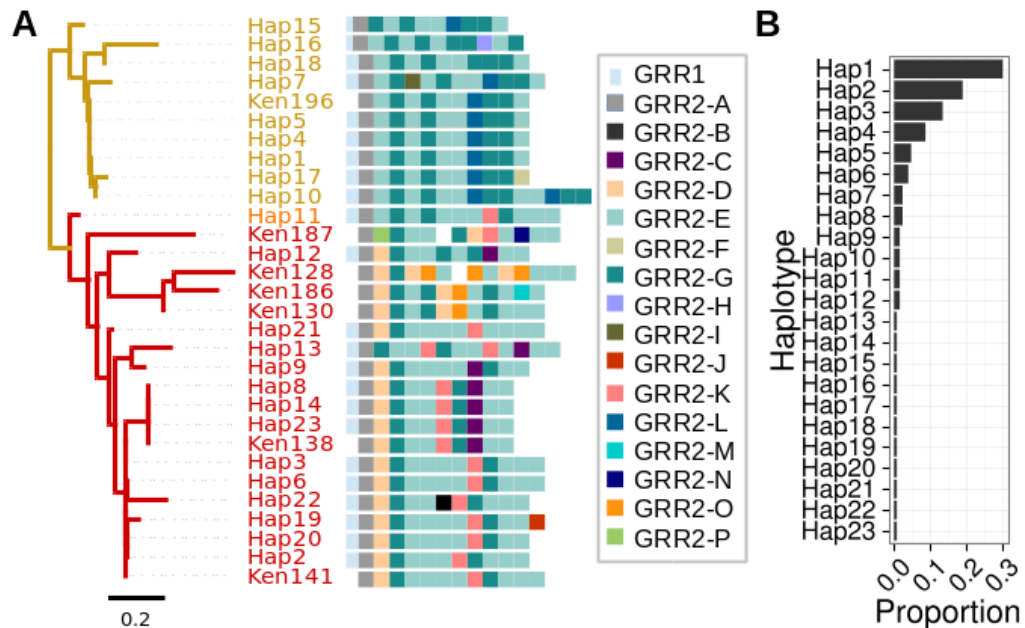 A
Hap15
Hap16
Hap18
Hap7
Ken196
Hap5
Hap4
Hap1
Hap17
Hap10
Hap11
Ken187
Hap12
Ken128
Ken186
Ken130
Hap21
Hap13
Hap9
Hap8
Hap14
Hap23
Ken138
Hap3
Hap6
Hap22
Hap19
Hap20
Hap2
Ken141
0.2
GRR1
GRR2-A
GRR2-B
GRR2-C
GRR2-D
GRR2-E
GRR2-F
GRR2-G
GRR2-H
GRR2-I
GRR2-J
GRR2-K
GRR2-L
GRR2-M
GRR2-N
GRR2-O
GRR2-P
B
Haplotype
Hap1
Hap2
Hap3
Hap4
Hap5
Hap6
Hap7
Hap8
Hap9
Hap10
Hap11
Hap12
Hap13
Hap14
Hap15
Hap16
Hap17
Hap18
Hap19
Hap20
Hap21
Hap22
Hap23
0.0 0.1 0.2 0.3
Proportion